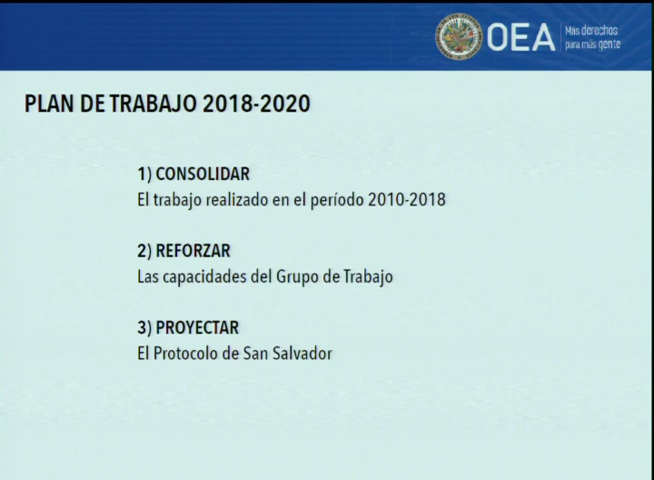 OEA
Más derechos
para más gente
PLAN DE TRABAJO 2018-2020
1) CONSOLIDAR
El trabajo realizado en el período 2010-2018
2) REFORZAR
Las capacidades del Grupo de Trabajo
3) PROYECTAR
El Protocolo de San Salvador